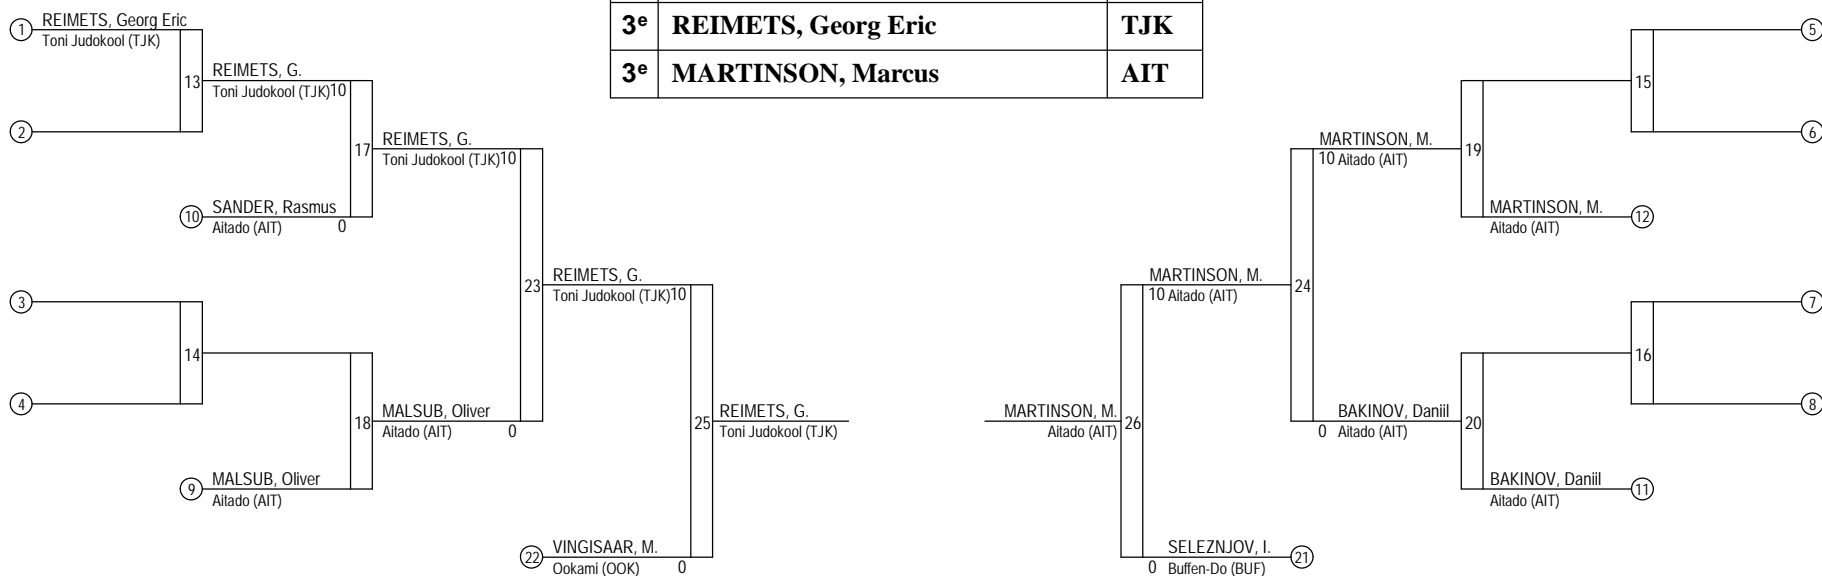 3e REIMETS, Georg Eric TJK
3e MARTINSON, Marcus AIT
1 REIMETS, Georg Eric
Toni Judokool (TJK)
2
13
REIMETS, G.
Toni Judokool (TJK) 10
10 SANDER, Rasmus
Aitado (AIT) 0
17
REIMETS, G.
Toni Judokool (TJK) 10
3
4
14
9 MALSUB, Oliver
Aitado (AIT)
18
MALSUB, Oliver
Aitado (AIT) 0
23
REIMETS, G.
Toni Judokool (TJK) 10
22 VINGISAAR, M.
Ookami (OOK) 0
25
REIMETS, G.
Toni Judokool (TJK)
5
6
15
MARTINSON, M. 12
Aitado (AIT)
19
MARTINSON, M.
10 Aitado (AIT)
7
8
16
BAKINOV, Daniil 11
Aitado (AIT)
20
BAKINOV, Daniil
0 Aitado (AIT)
24
MARTINSON, M.
10 Aitado (AIT)
SELEZNJOV, I. 21
0 Buffen-Do (BUF)
26
MARTINSON, M.
Aitado (AIT)